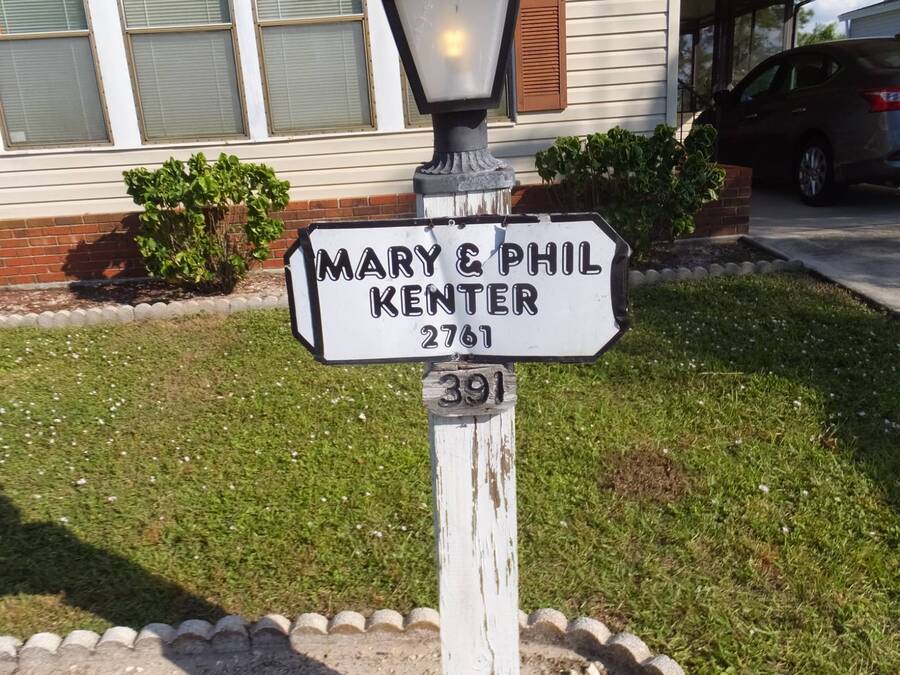 MARY & PHIL
KENTER
2761
391